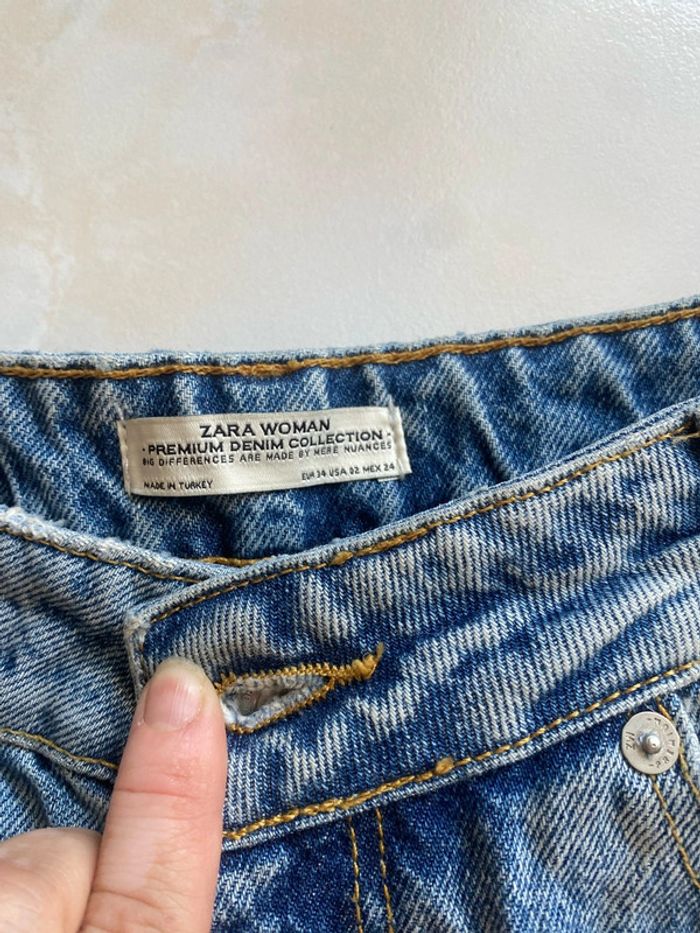 ZARA WOMAN
• PREMIUM DENIM COLLECTION •
BIG DIFFERENCES ARE MADE BY MERE NUANCES
EUR 34 USA 02 MEX 24
MADE IN TURKEY